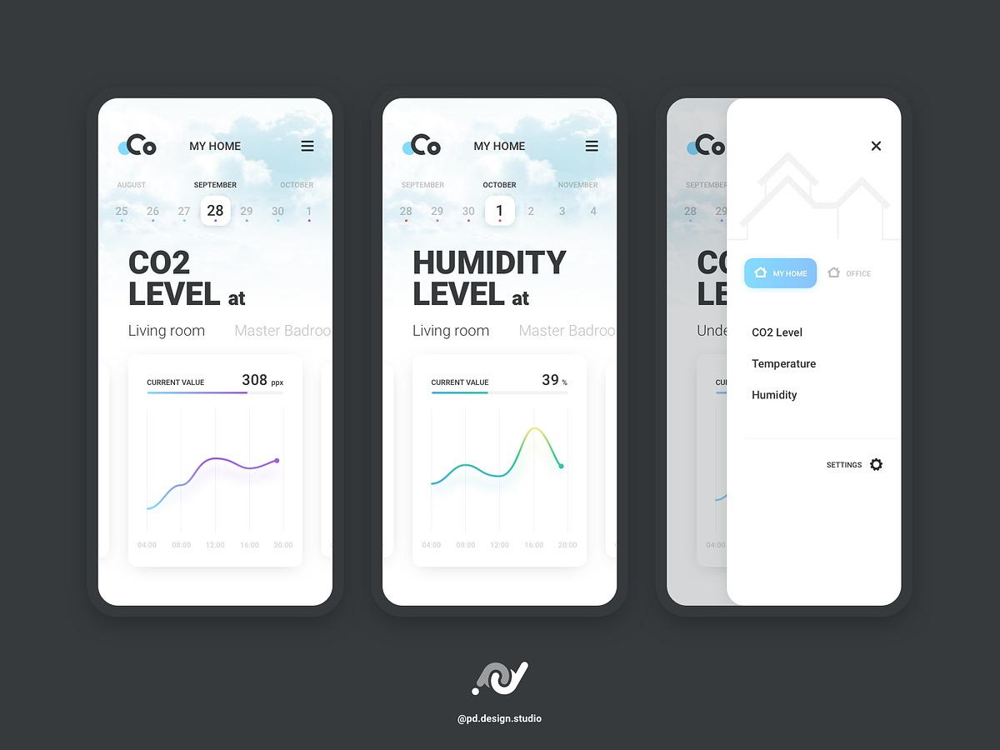 Co
MY HOME
AUGUST SEPTEMBER OCTOBER
25 26 27 28 29 30 1
CO2
LEVEL at
Living room Master Badroo
CURRENT VALUE 308 ppx
04:00 08:00 12:00 16:00 20:00
Co
MY HOME
SEPTEMBER OCTOBER NOVEMBER
28 29 30 1 2 3 4
HUMIDITY
LEVEL at
Living room Master Badroo
CURRENT VALUE 39 %
04:00 08:00 12:00 16:00 20:00
Co
SEPTEMBER
28 29
CO
LE
Unde
CU
04:00
MY HOME OFFICE
CO2 Level
Temperature
Humidity
SETTINGS
@pd.design.studio